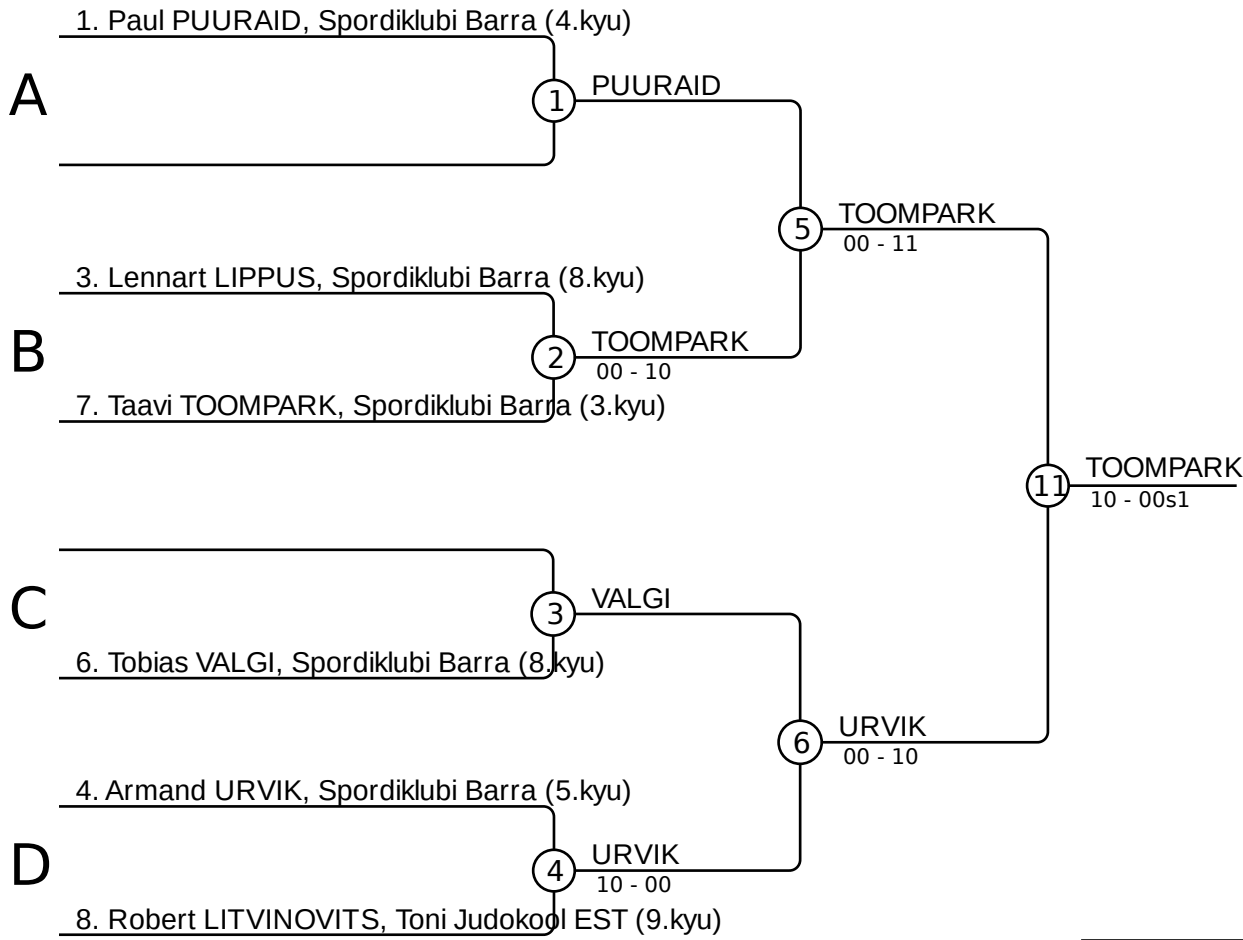 1. Paul PUURAID, Spordiklubi Barra (4.kyu)
A
1
PUURAID
5
TOOMPARK
00 - 11
3. Lennart LIPPUS, Spordiklubi Barra (8.kyu)
B
2
TOOMPARK
00 - 10
7. Taavi TOOMPARK, Spordiklubi Barra (3.kyu)
11
TOOMPARK
10 - 00s1
C
3
VALGI
6. Tobias VALGI, Spordiklubi Barra (8.kyu)
6
URVIK
00 - 10
4. Armand URVIK, Spordiklubi Barra (5.kyu)
D
4
URVIK
10 - 00
8. Robert LITVINOVITS, Toni Judokool EST (9.kyu)